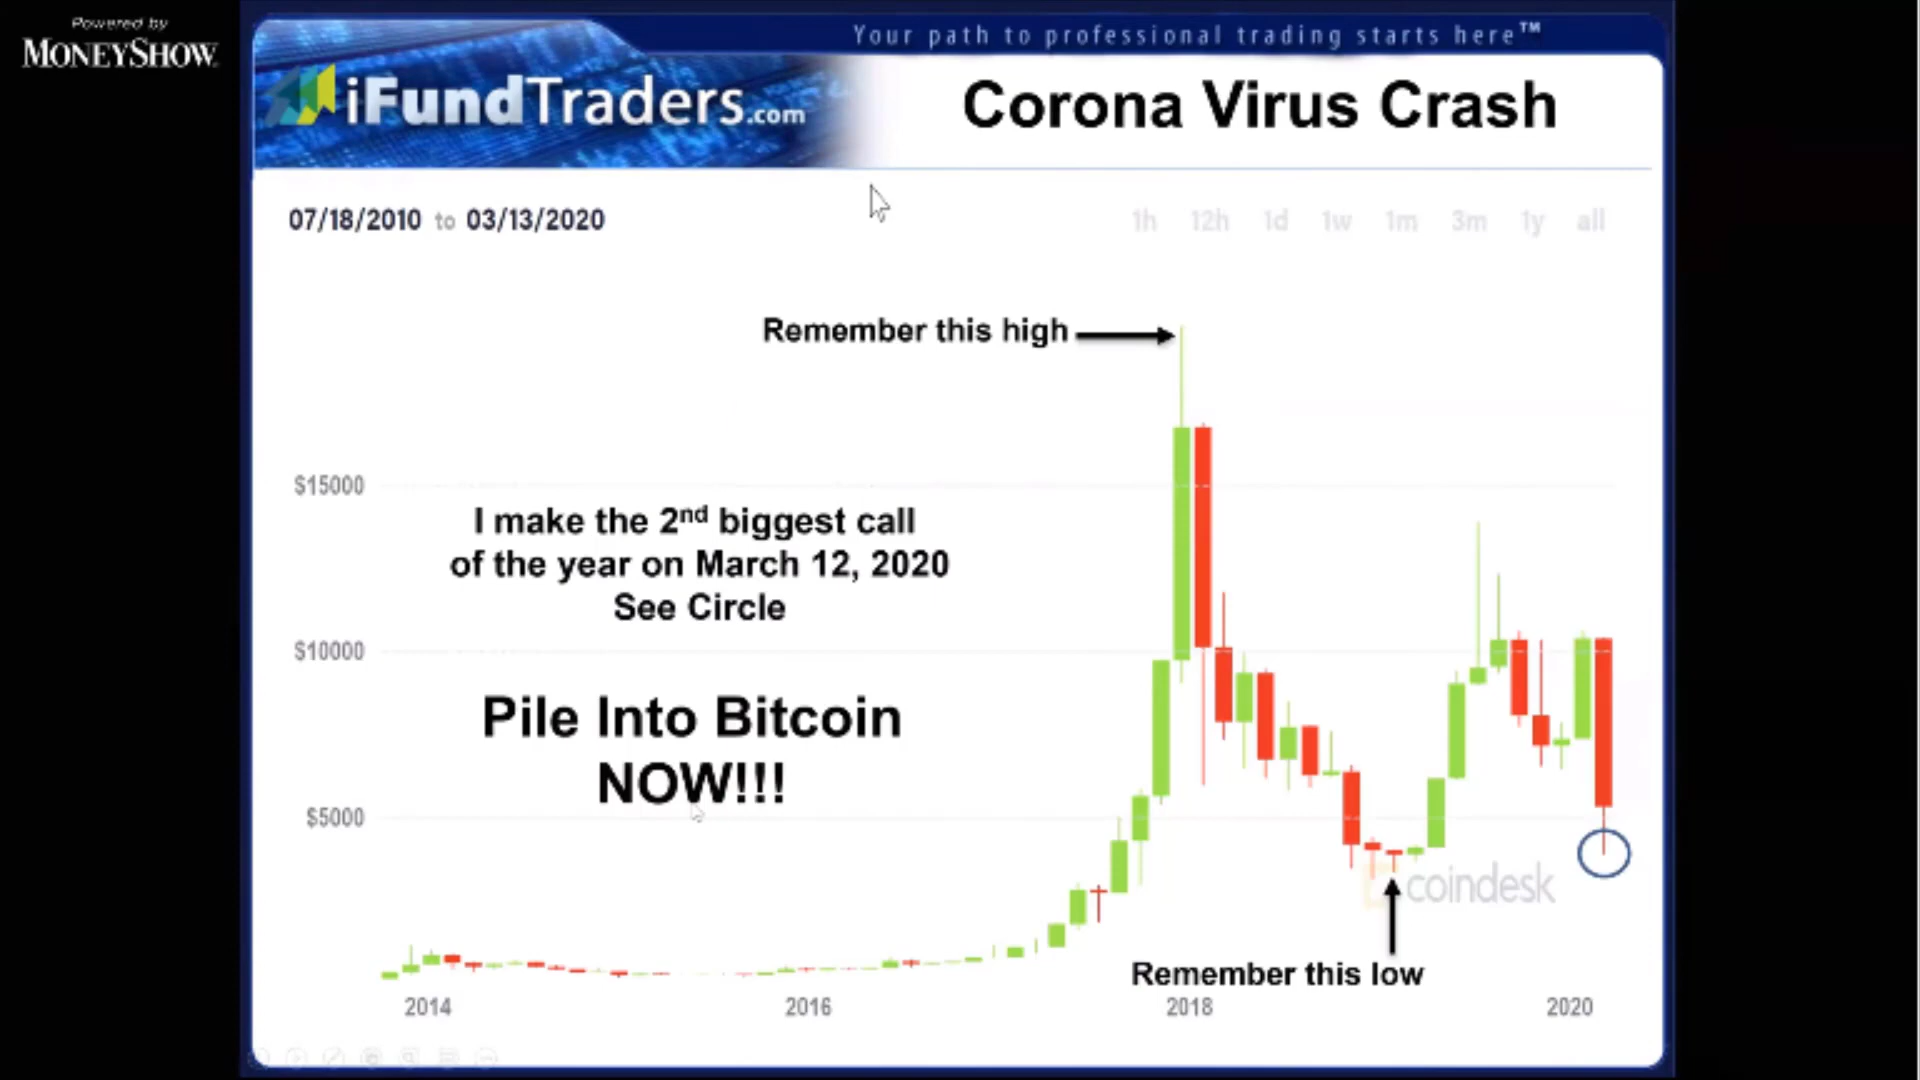 Powered by
MONEYSHOW
Your path to professional trading starts here™
iFundTraders.com
Corona Virus Crash
07/18/2010 to 03/13/2020
1h 12h 1d 1w 1m 3m 1y all
Remember this high
$15000
I make the 2nd biggest call
of the year on March 12, 2020
See Circle
$10000
Pile Into Bitcoin
NOW!!!
$5000
coindesk
Remember this low
2014 2016 2018 2020